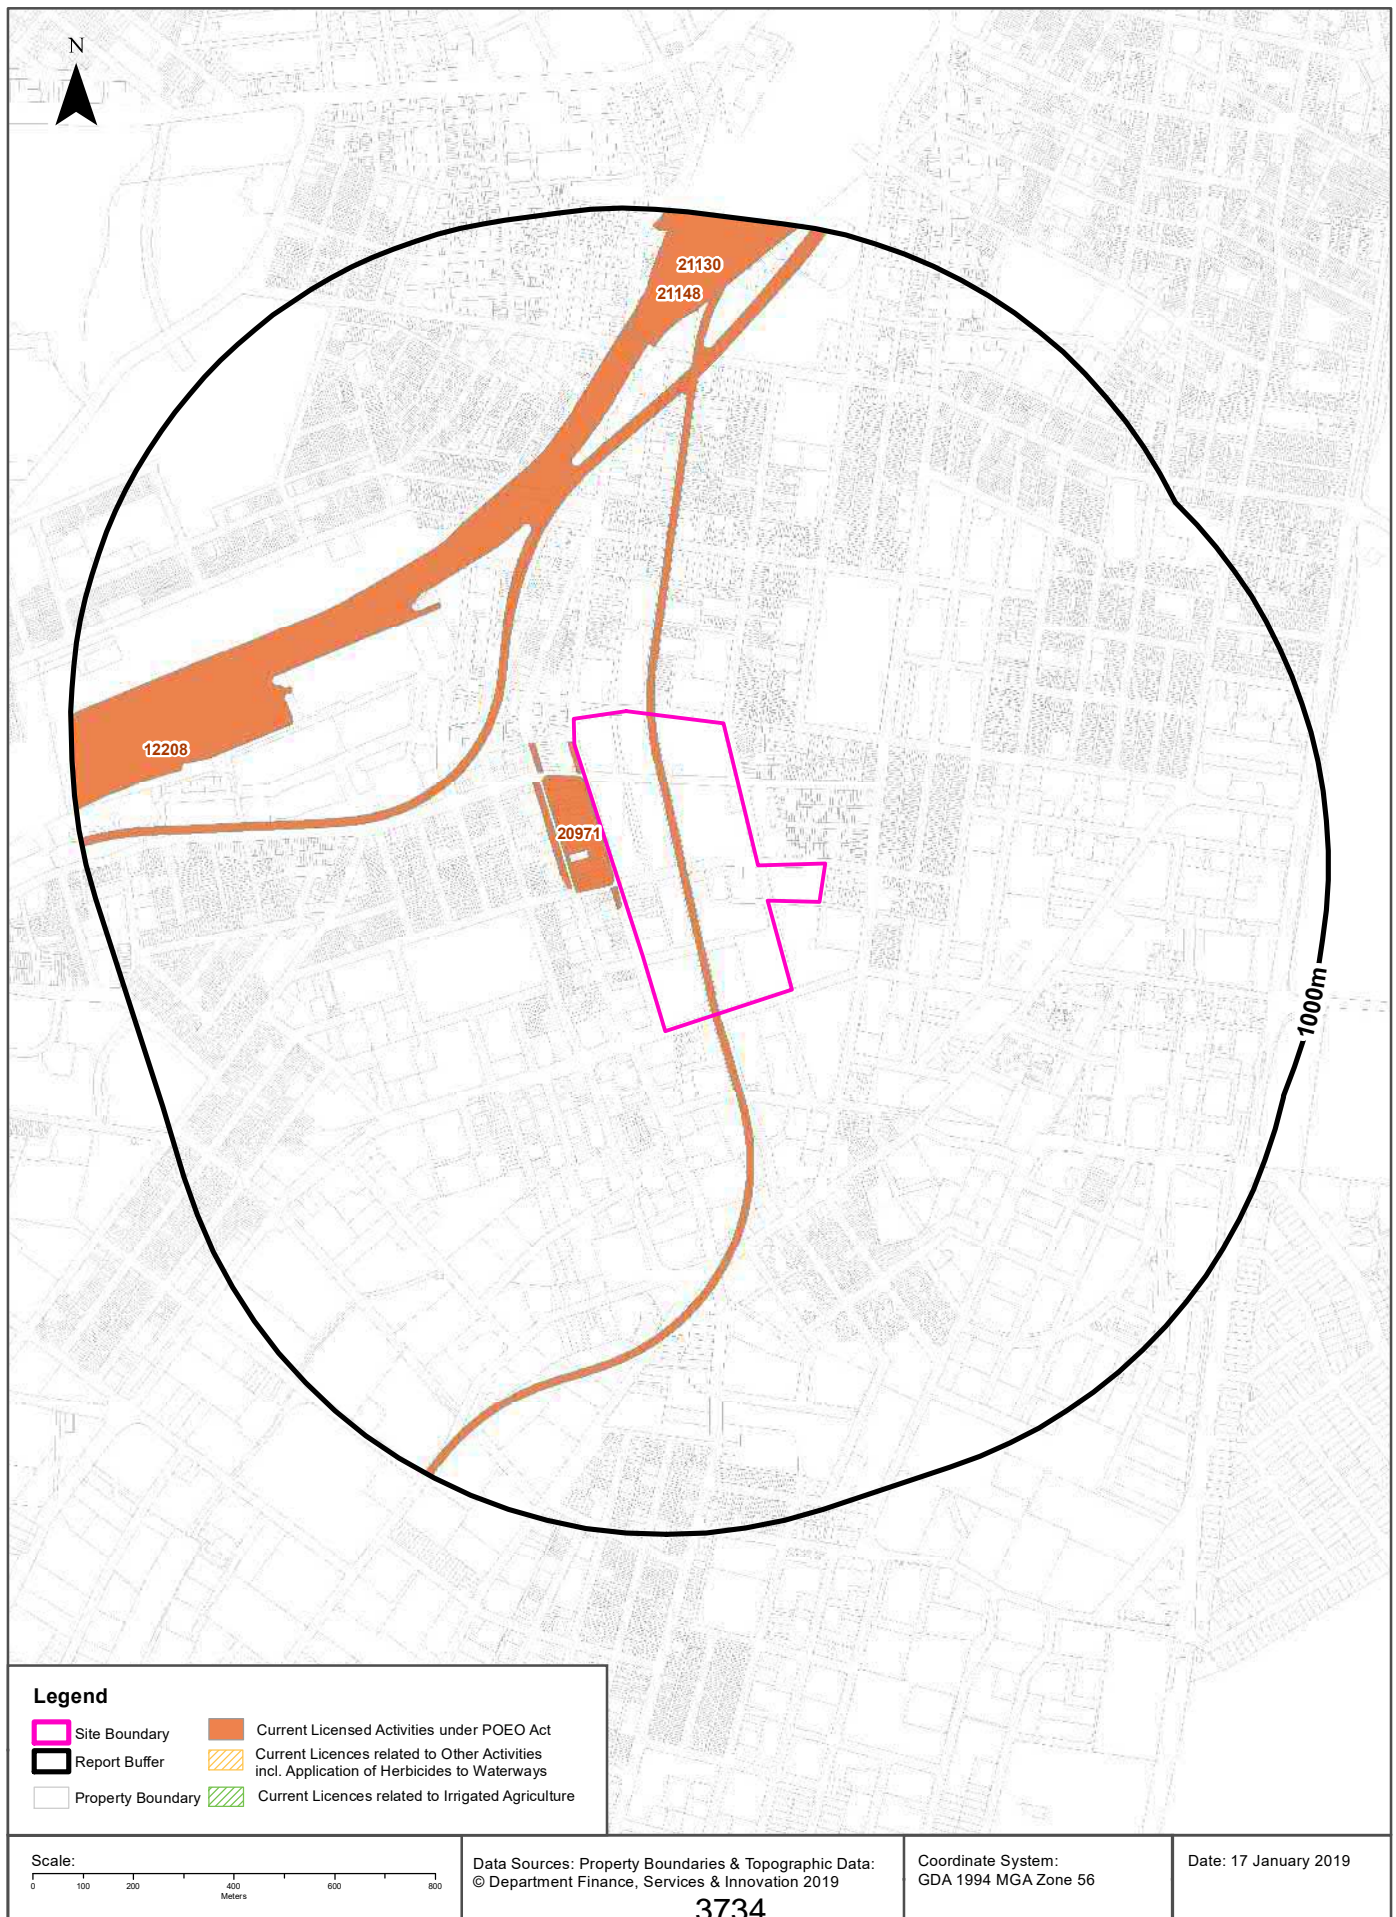 N
21130
21148
12208
20971
1000m
Legend
Site Boundary
Report Buffer
Property Boundary
Current Licensed Activities under POEO Act
Current Licences related to Other Activities
incl. Application of Herbicides to Waterways
Current Licences related to Irrigated Agriculture
Scale:
0 100 200 400 600 800
Meters
Data Sources: Property Boundaries & Topographic Data:
© Department Finance, Services & Innovation 2019
3734
Coordinate System:
GDA 1994 MGA Zone 56
Date: 17 January 2019